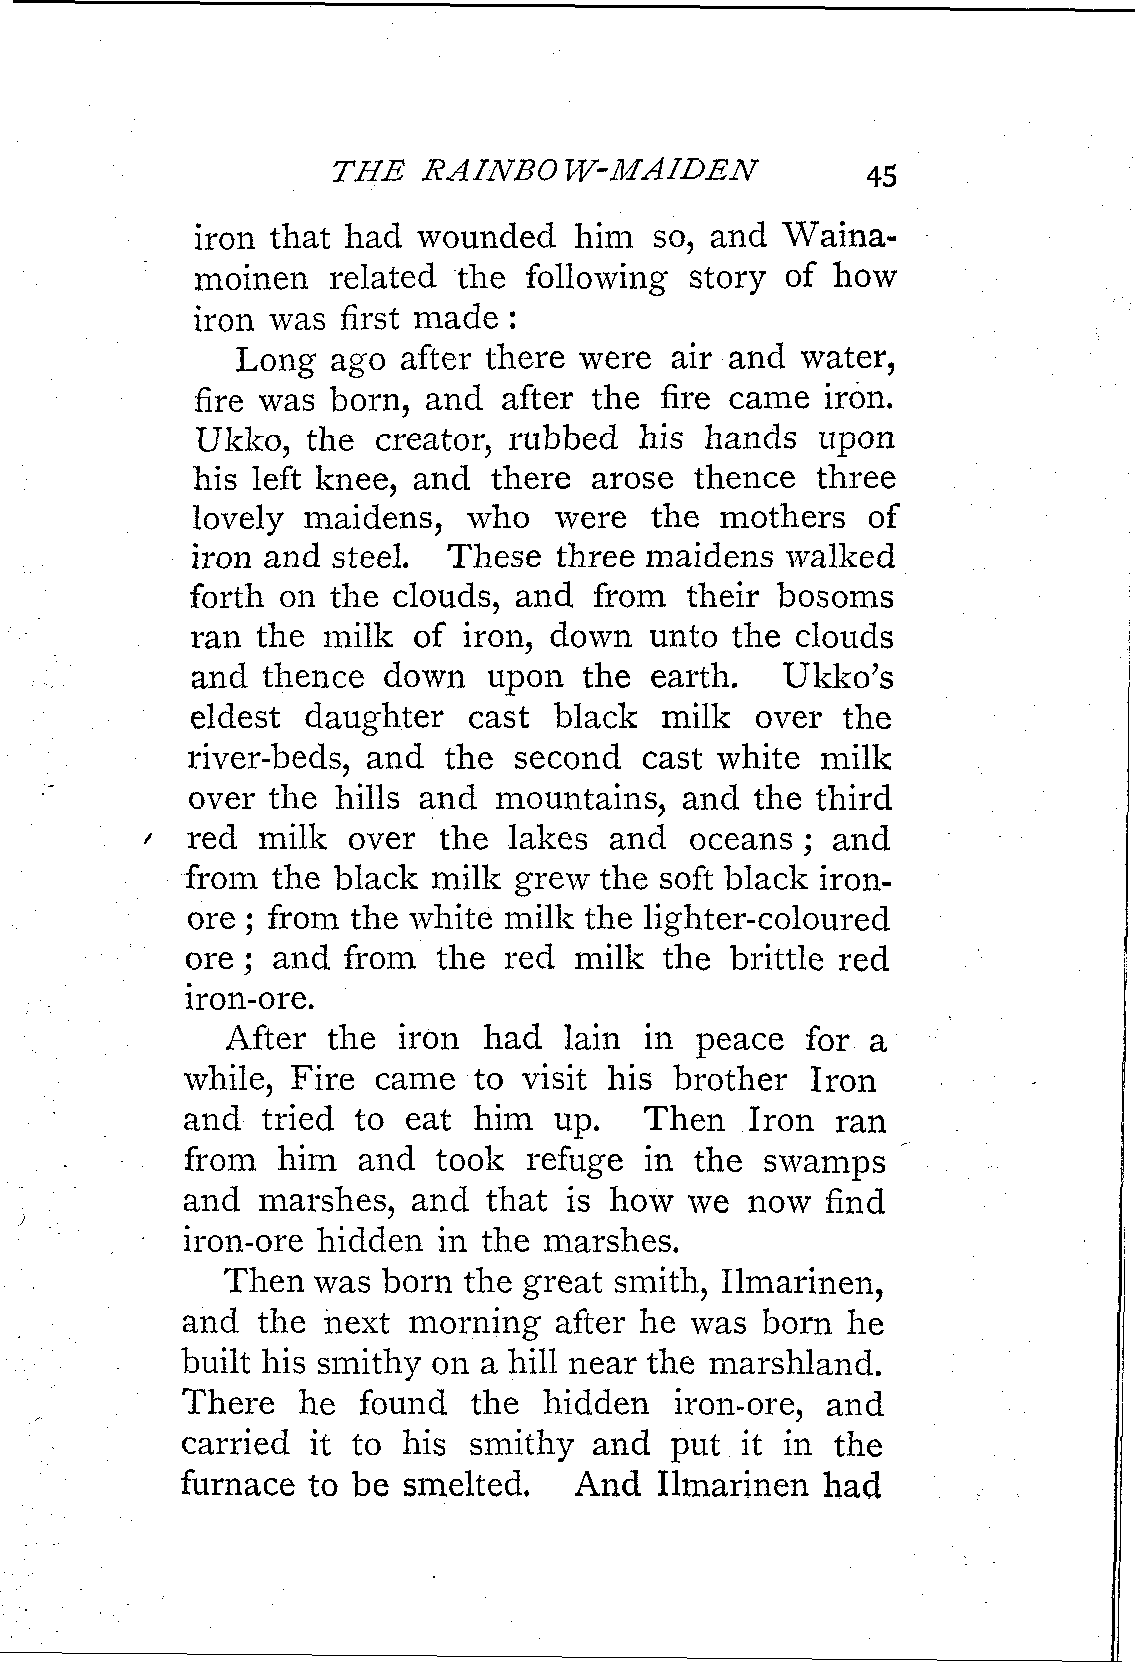 THE RAINBOW-MAIDEN 45
iron that had wounded him so, and Waina-
moinen related the following story of how
iron was first made :
Long ago after there were air and water,
fire was born, and after the fire came iron.
Ukko, the creator, rubbed his hands upon
his left knee, and there arose thence three
lovely maidens, who were the mothers of
iron and steel. These three maidens walked
forth on the clouds, and from their bosoms
ran the milk of iron, down unto the clouds
and thence down upon the earth. Ukko's
eldest daughter cast black milk over the
river-beds, and the second cast white milk
over the hills and mountains, and the third
red milk over the lakes and oceans ; and
from the black milk grew the soft black iron-
ore ; from the white milk the lighter-coloured
ore ; and from the red milk the brittle red
iron-ore.
After the iron had lain in peace for a
while, Fire came to visit his brother Iron
and tried to eat him up. Then Iron ran
from him and took refuge in the swamps
and marshes, and that is how we now find
iron-ore hidden in the marshes.
Then was born the great smith, Ilmarinen,
and the next morning after he was born he
built his smithy on a hill near the marshland.
There he found the hidden iron-ore, and
carried it to his smithy and put it in the
furnace to be smelted. And Ilmarinen had